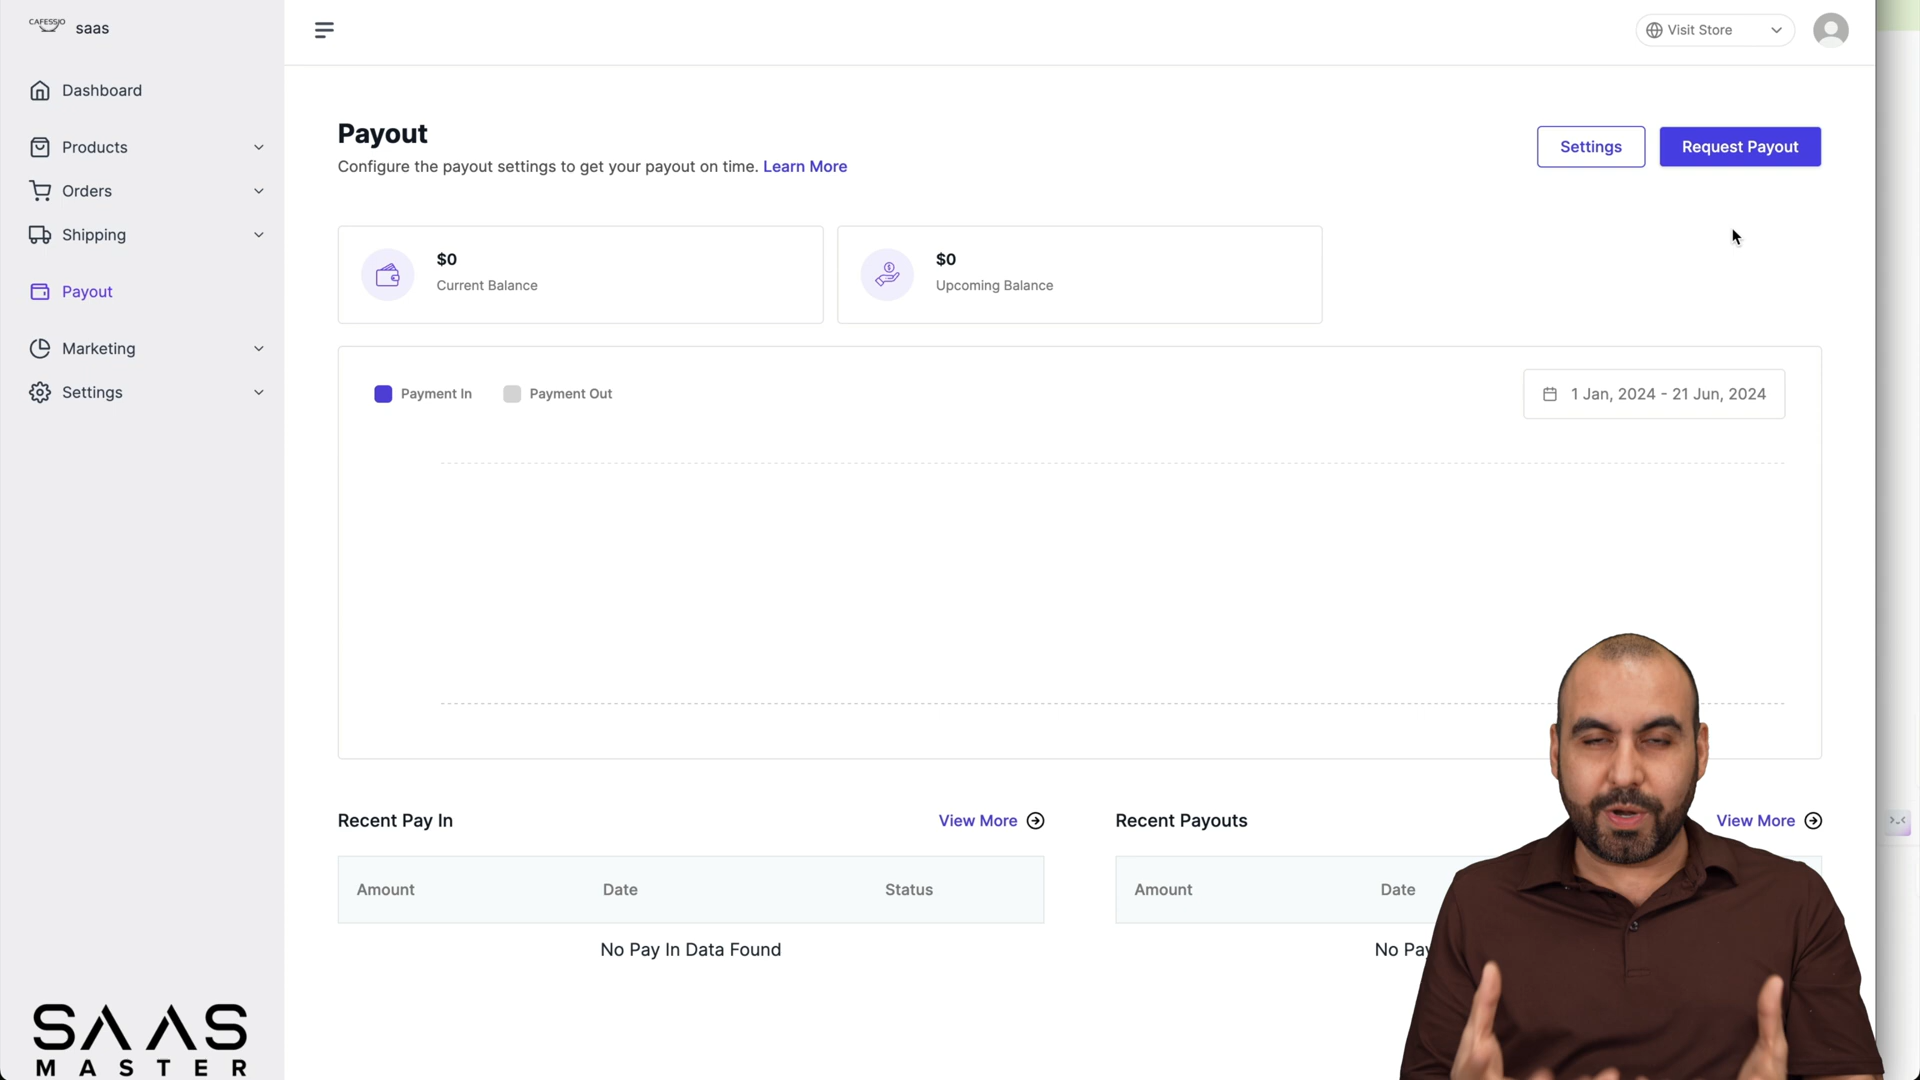 CAFESSIO
saas
Visit Store
Dashboard
Products
Orders
Shipping
Payout
Marketing
Settings
Payout
Configure the payout settings to get your payout on time. Learn More
Settings
Request Payout
$0
Current Balance
$0
Upcoming Balance
Payment In
Payment Out
1 Jan, 2024 - 21 Jun, 2024
Recent Pay In
View More
Amount Date Status
No Pay In Data Found
Recent Payouts
View More
Amount Date
No Pay
SAAS
MASTER